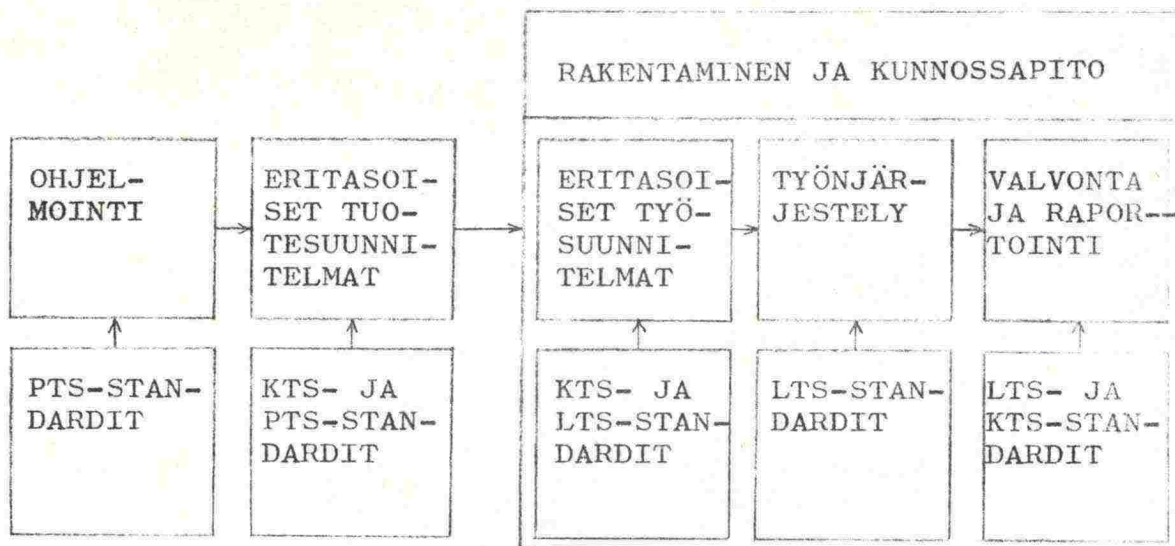 RAKENTAMINEN JA KUNNOSSAPITO
OHJEL-
MOINTI
ERITASOI-
SET TUO-
TESUUNNI-
TELMAT
ERITASOI-
SET TYÖ-
SUUNNI-
TELMAT
TYÖNJÄR-
JESTELY
VALVONTA
JA RAPOR-
TOINTI
PTS-STAN-
DARDIT
KTS- JA
PTS-STAN-
DARDIT
KTS- JA
LTS-STAN-
DARDIT
LTS-STAN-
DARDIT
LTS- JA
KTS-STAN-
DARDIT